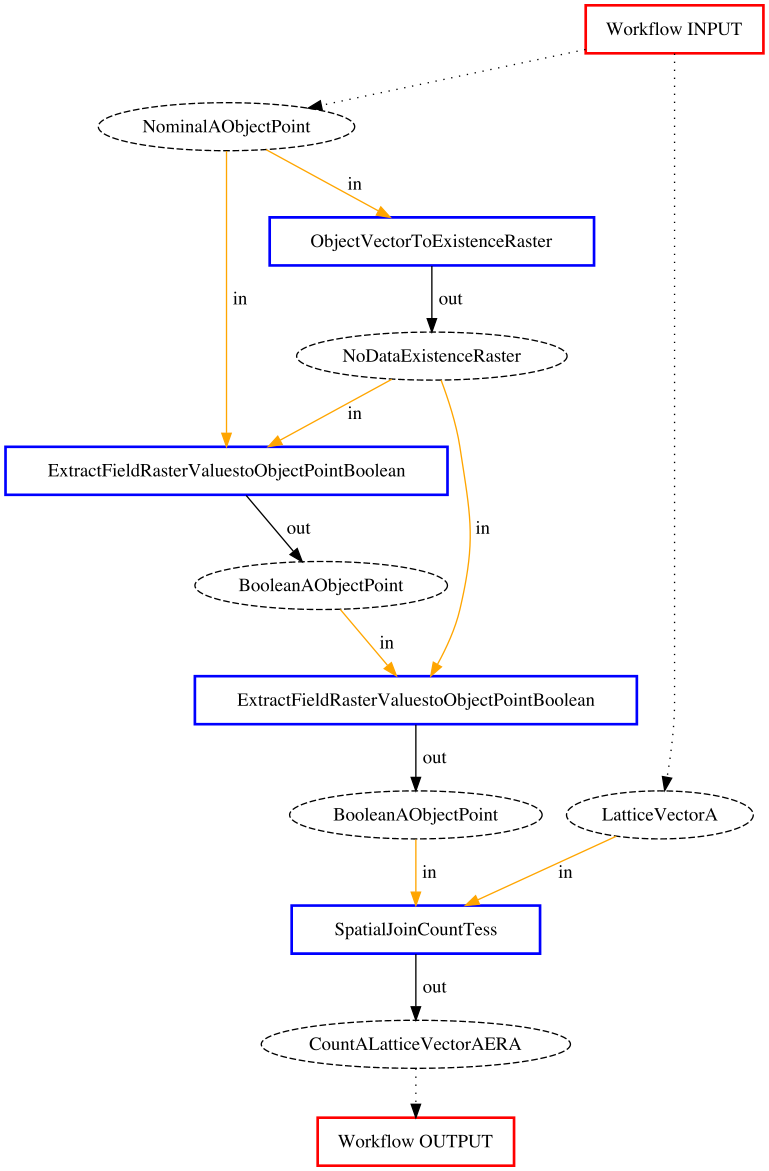 Workflow INPUT
NominalAObjectPoint
in
ObjectVectorToExistenceRaster
in
out
NoDataExistenceRaster
in
ExtractFieldRasterValuestoObjectPointBoolean
out
in
BooleanAObjectPoint
in
ExtractFieldRasterValuestoObjectPointBoolean
out
BooleanAObjectPoint
LatticeVectorA
in
in
SpatialJoinCountTess
out
CountALatticeVectorAERA
Workflow OUTPUT